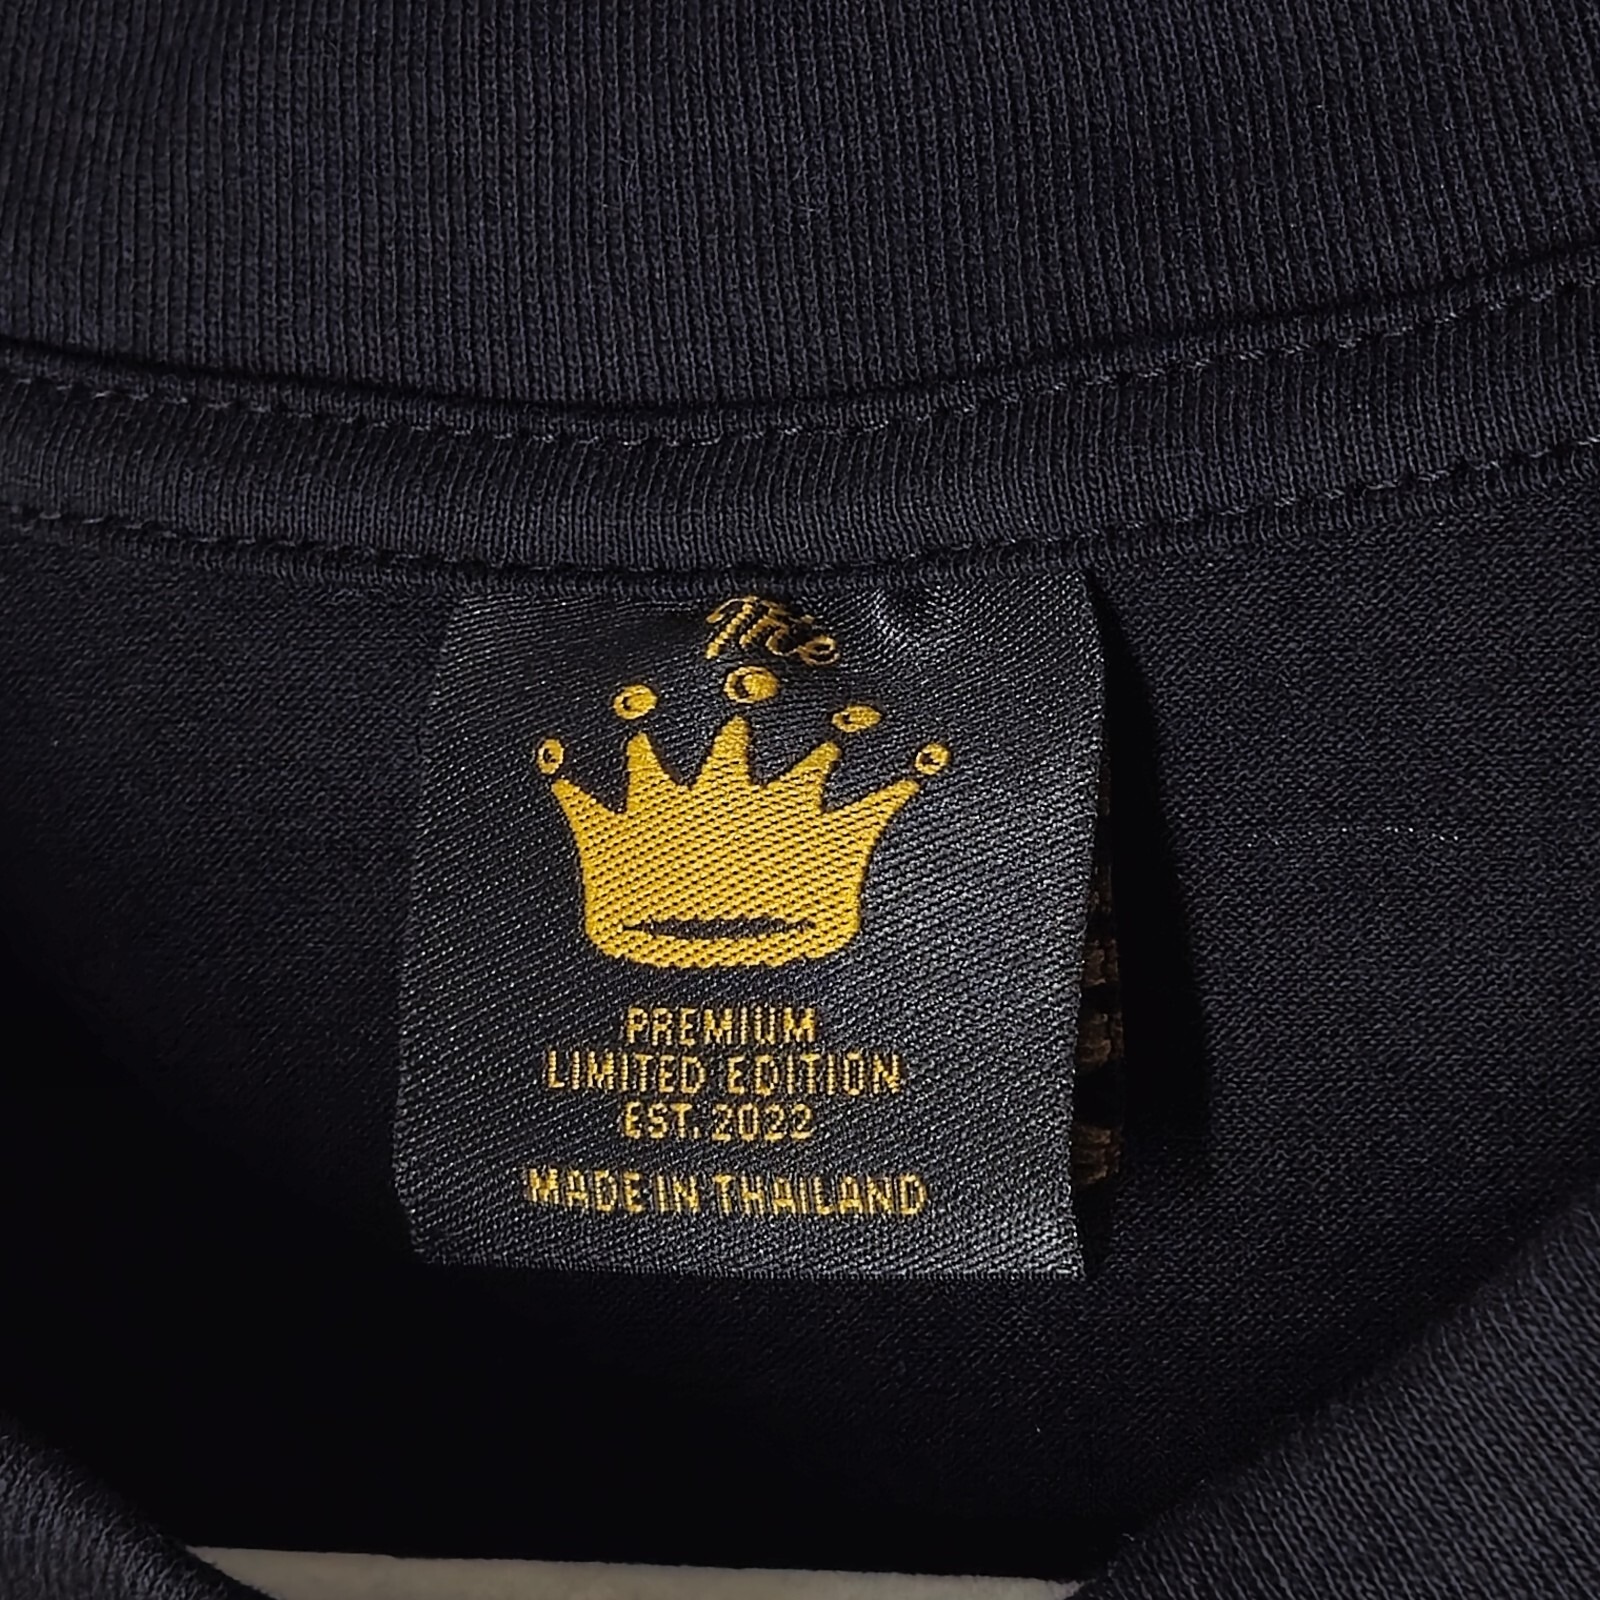 The
PREMIUM
LIMITED EDITION
EST. 2022
MADE IN THAILAND